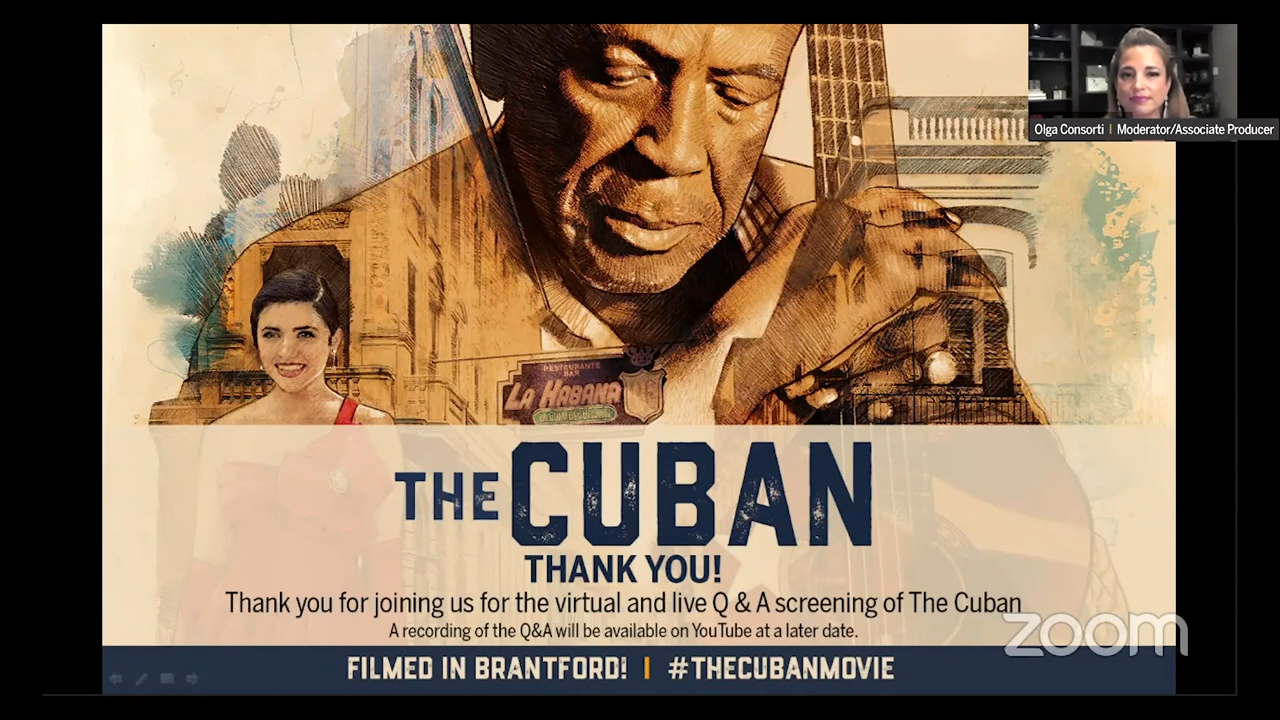 Olga Consorti | Moderator/Associate Producer
RESTAURANTE
BAR
LA HABANA
THE CUBAN
THANK YOU!
Thank you for joining us for the virtual and live Q & A screening of The Cuban
A recording of the Q&A will be available on YouTube at a later date.
zoom
FILMED IN BRANTFORD! | #THECUBANMOVIE